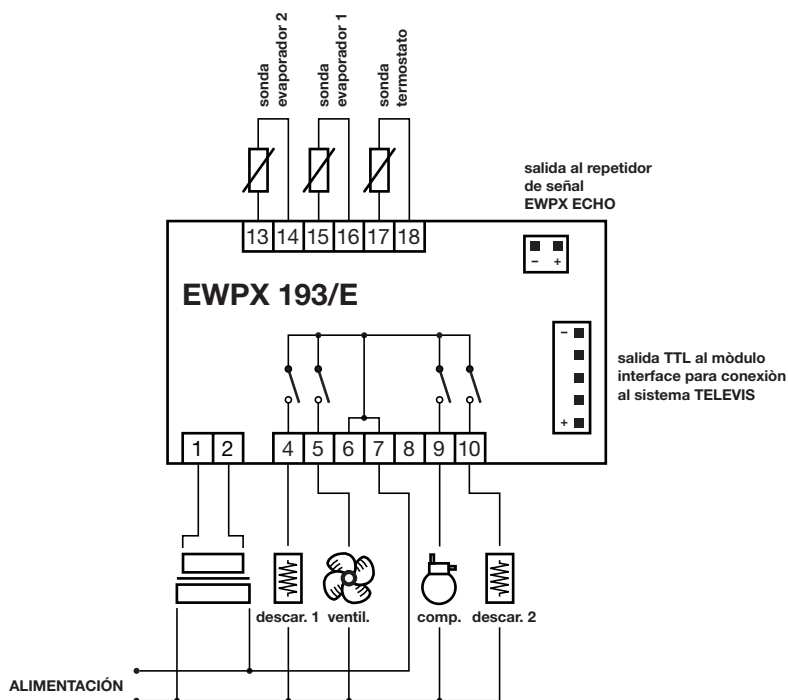 sonda
evaporador 2
sonda
evaporador 1
sonda
termostato
salida al repetidor
de señal
EWPX ECHO
13 14 15 16 17 18
− +
EWPX 193/E
−
salida TTL al mòdulo
interface para conexiòn
al sistema TELEVIS
+
1 2 4 5 6 7 8 9 10
descar. 1 ventil. comp. descar. 2
ALIMENTACIÓN